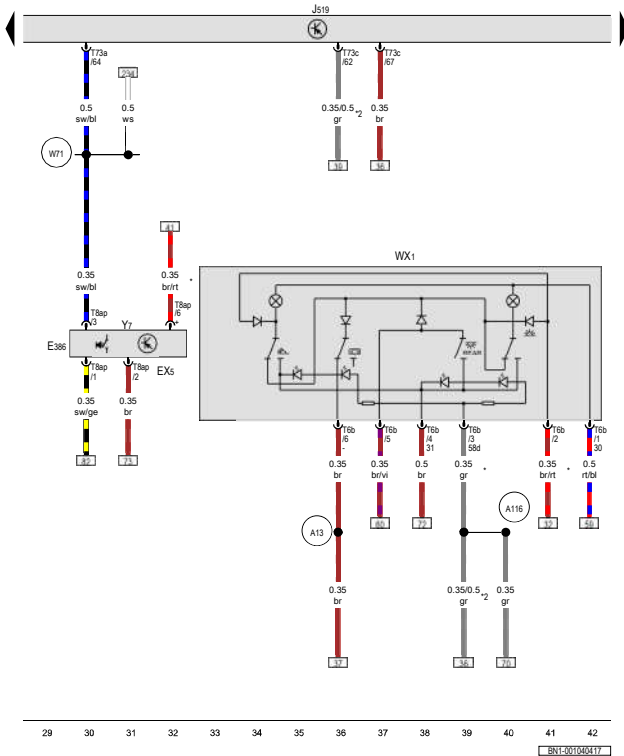 J519
T73a
/64
T73c
/62
T73c
/67
234
0.5
sw/bl
0.5
ws
0.35/0.5 *2
gr
0.35
br
W71
39
36
41
WX1
0.35
sw/bl
0.35
br/rt *
T8ap
/3
Y7
T8ap
/6
+
E386
EX5
T8ap
/1
T8ap
/2
0.35
sw/ge
0.35
br
82
73
T6b
/6
-
T6b
/5
T6b
/4
31
T6b
/3
58d
T6b
/2
T6b
/1
30
0.35
br
0.35
br/vi
0.5
br
0.35
gr *
0.35
br/rt *
0.5
rt/bl
A116
A13
60
72
32
59
0.35
br
0.35/0.5 *2
gr
0.35
gr
37
36
70
29 30 31 32 33 34 35 36 37 38 39 40 41 42
BN1-001040417